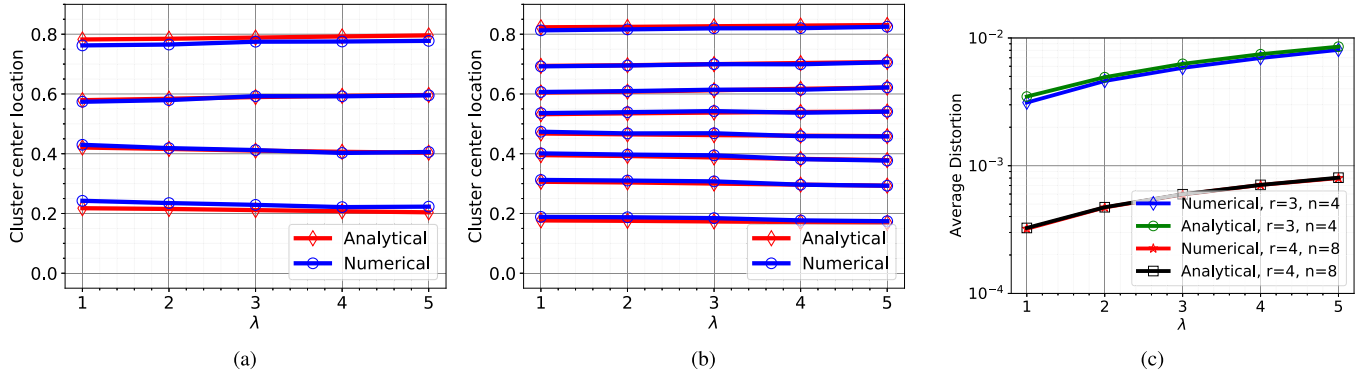 Cluster center location
0.8
0.6
0.4
0.2
0.0
Analytical
Numerical
1 2 3 4 5
λ
(a)
Cluster center location
0.8
0.6
0.4
0.2
0.0
Analytical
Numerical
1 2 3 4 5
λ
(b)
Average Distortion
10⁻²
10⁻³
10⁻⁴
Numerical, r=3, n=4
Analytical, r=3, n=4
Numerical, r=4, n=8
Analytical, r=4, n=8
1 2 3 4 5
λ
(c)